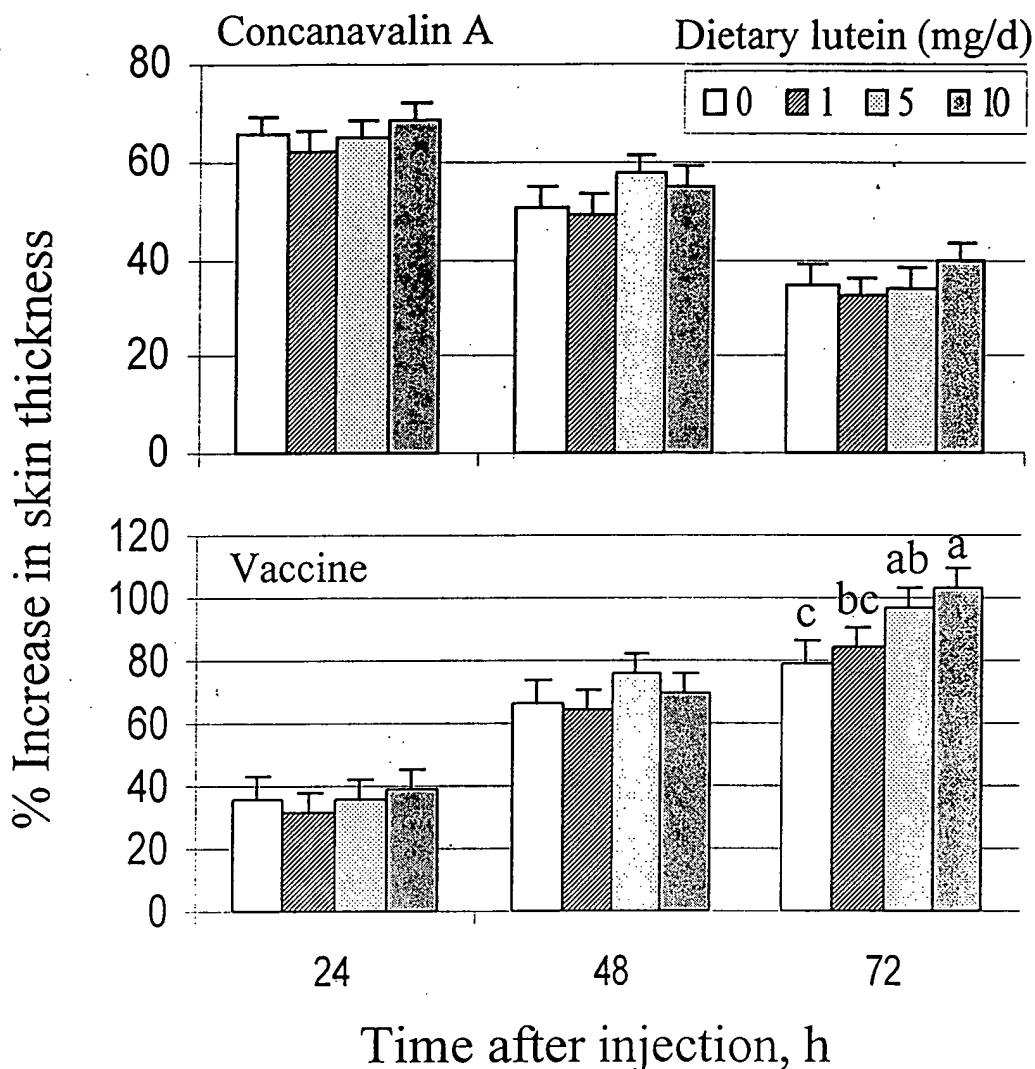 Concanavalin A
Dietary lutein (mg/d)
0 1 5 10
80
60
40
20
0
% Increase in skin thickness
Vaccine
120
100
80
60
40
20
0
c bc ab a
24 48 72
Time after injection, h